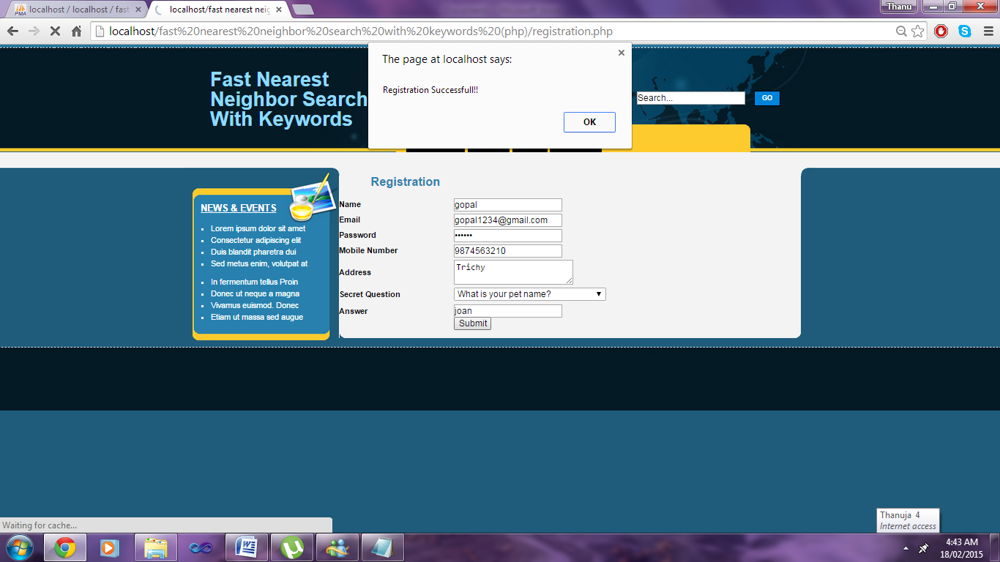 localhost / localhost / fast
localhost/fast nearest neig
Thanu
localhost/fast%20nearest%20neighbor%20search%20with%20keywords%20(php)/registration.php
The page at localhost says:
Registration Successfull!!
OK
Fast Nearest
Neighbor Search
With Keywords
Search...
GO
Registration
NEWS & EVENTS
Lorem ipsum dolor sit amet
Consectetur adipiscing elit
Duis blandit pharetra dui
Sed metus enim, volutpat at
In fermentum tellus Proin
Donec ut neque a magna
Vivamus euismod. Donec
Etiam ut massa sed augue
Name gopal
Email gopal1234@gmail.com
Password ••••••
Mobile Number 9874563210
Address Trichy
Secret Question What is your pet name?
Answer joan
Submit
Waiting for cache...
Thanuja 4
Internet access
4:43 AM
18/02/2015